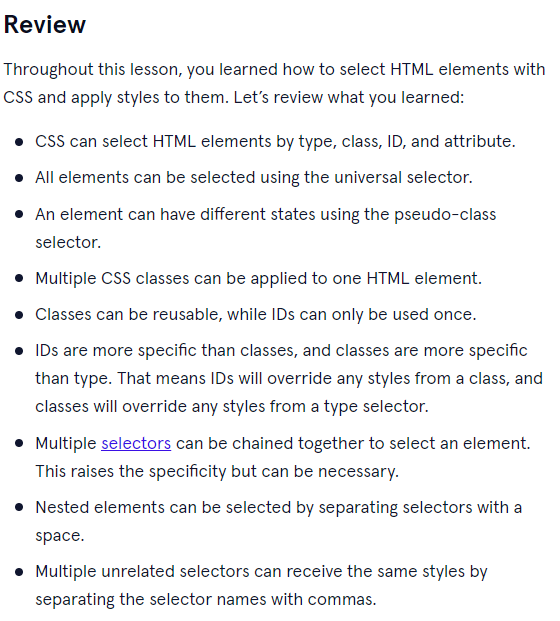 Review
Throughout this lesson, you learned how to select HTML elements with
CSS and apply styles to them. Let’s review what you learned:
● CSS can select HTML elements by type, class, ID, and attribute.
● All elements can be selected using the universal selector.
● An element can have different states using the pseudo-class
selector.
● Multiple CSS classes can be applied to one HTML element.
● Classes can be reusable, while IDs can only be used once.
● IDs are more specific than classes, and classes are more specific
than type. That means IDs will override any styles from a class, and
classes will override any styles from a type selector.
● Multiple selectors can be chained together to select an element.
This raises the specificity but can be necessary.
● Nested elements can be selected by separating selectors with a
space.
● Multiple unrelated selectors can receive the same styles by
separating the selector names with commas.